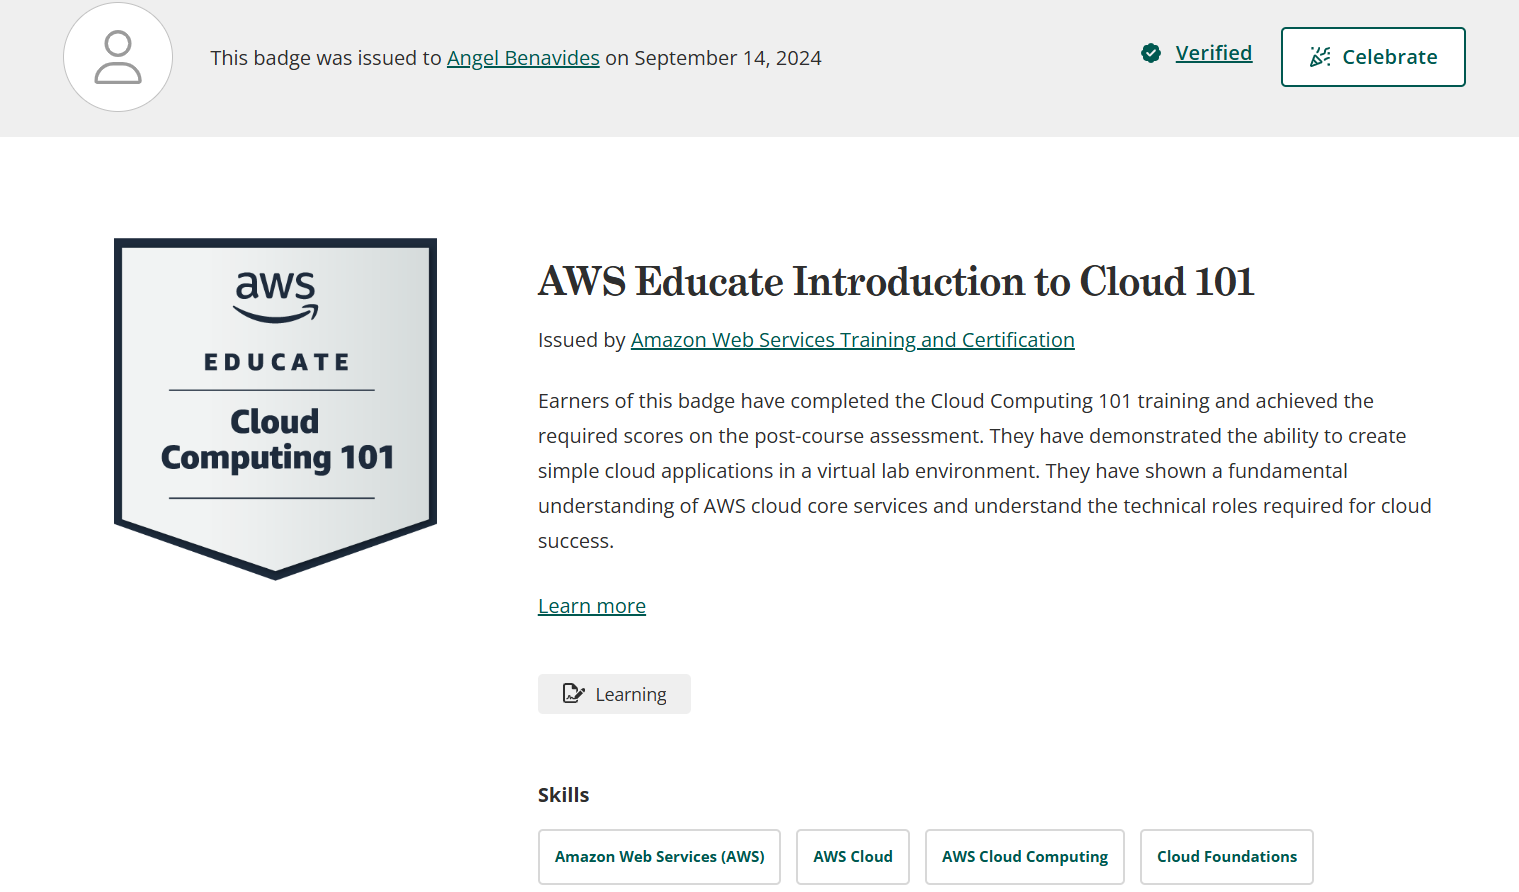 This badge was issued to Angel Benavides on September 14, 2024
Verified
Celebrate
aws
EDUCATE
Cloud
Computing 101
AWS Educate Introduction to Cloud 101
Issued by Amazon Web Services Training and Certification
Earners of this badge have completed the Cloud Computing 101 training and achieved the
required scores on the post-course assessment. They have demonstrated the ability to create
simple cloud applications in a virtual lab environment. They have shown a fundamental
understanding of AWS cloud core services and understand the technical roles required for cloud
success.
Learn more
Learning
Skills
Amazon Web Services (AWS)
AWS Cloud
AWS Cloud Computing
Cloud Foundations